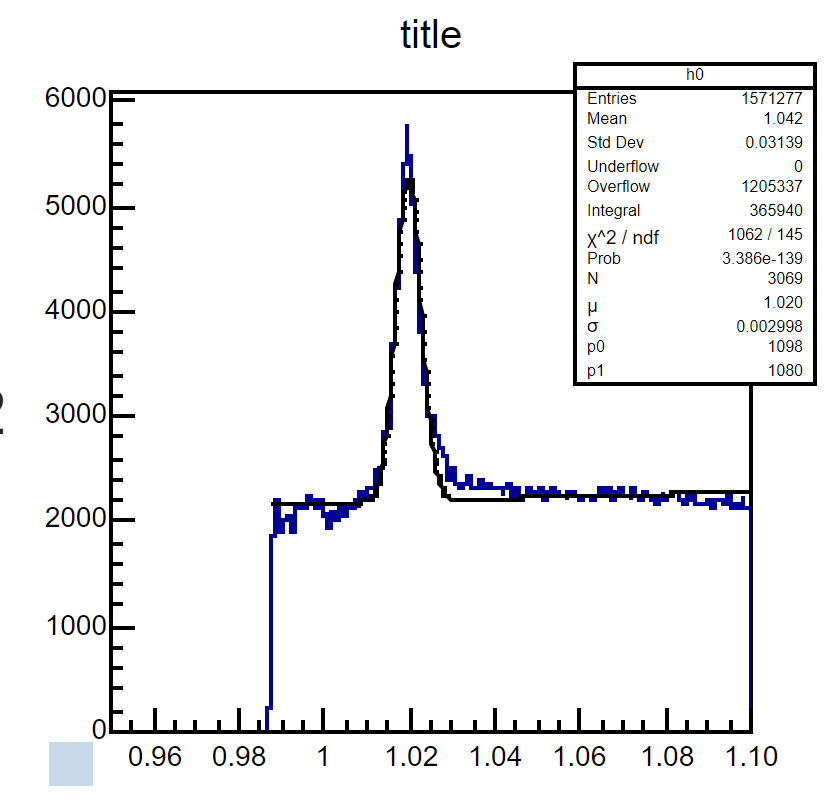 title
h0
Entries 1571277
Mean 1.042
Std Dev 0.03139
Underflow 0
Overflow 1205337
Integral 365940
χ^2 / ndf 1062 / 145
Prob 3.386e-139
N 3069
μ 1.020
σ 0.002998
p0 1098
p1 1080
6000
5000
4000
3000
2000
1000
0
0.96 0.98 1 1.02 1.04 1.06 1.08 1.10